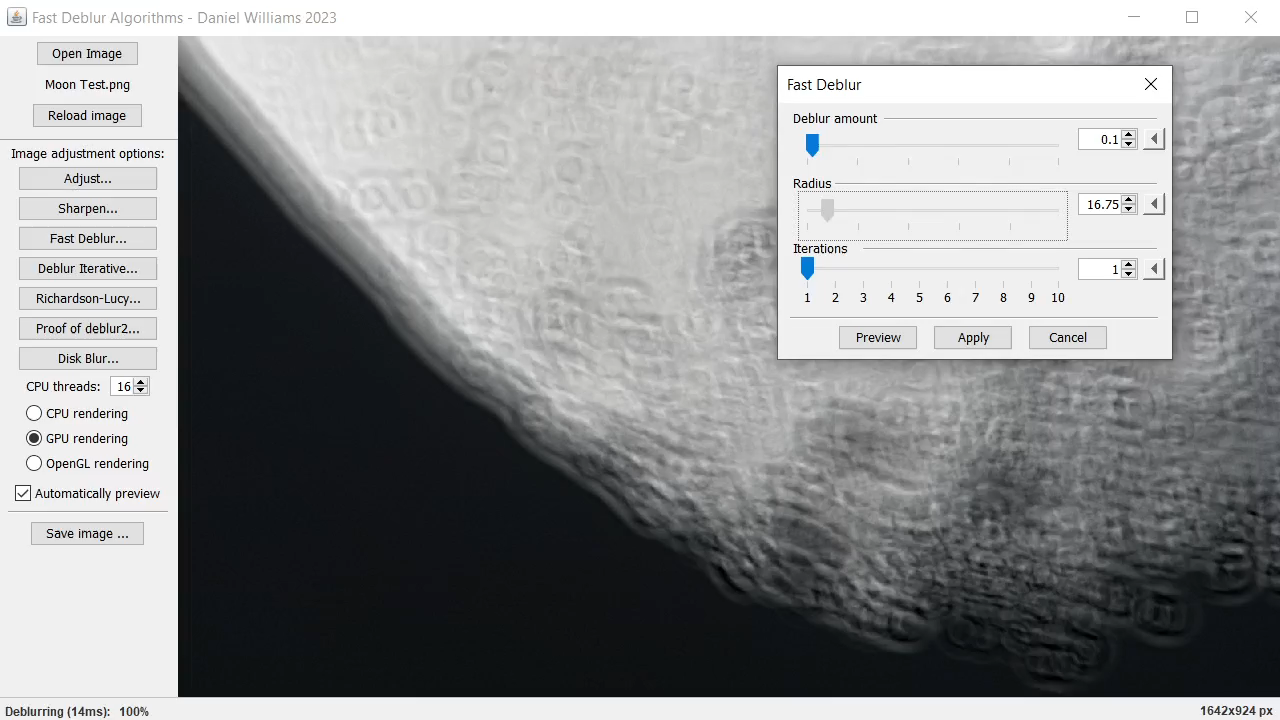 Fast Deblur Algorithms - Daniel Williams 2023
Open Image
Moon Test.png
Reload image
Image adjustment options:
Adjust...
Sharpen...
Fast Deblur...
Deblur Iterative...
Richardson-Lucy...
Proof of deblur2...
Disk Blur...
CPU threads: 16
CPU rendering
GPU rendering
OpenGL rendering
Automatically preview
Save image ...
Fast Deblur
Deblur amount
0.1
Radius
16.75
Iterations
1
1 2 3 4 5 6 7 8 9 10
Preview Apply Cancel
Deblurring (14ms): 100%
1642x924 px